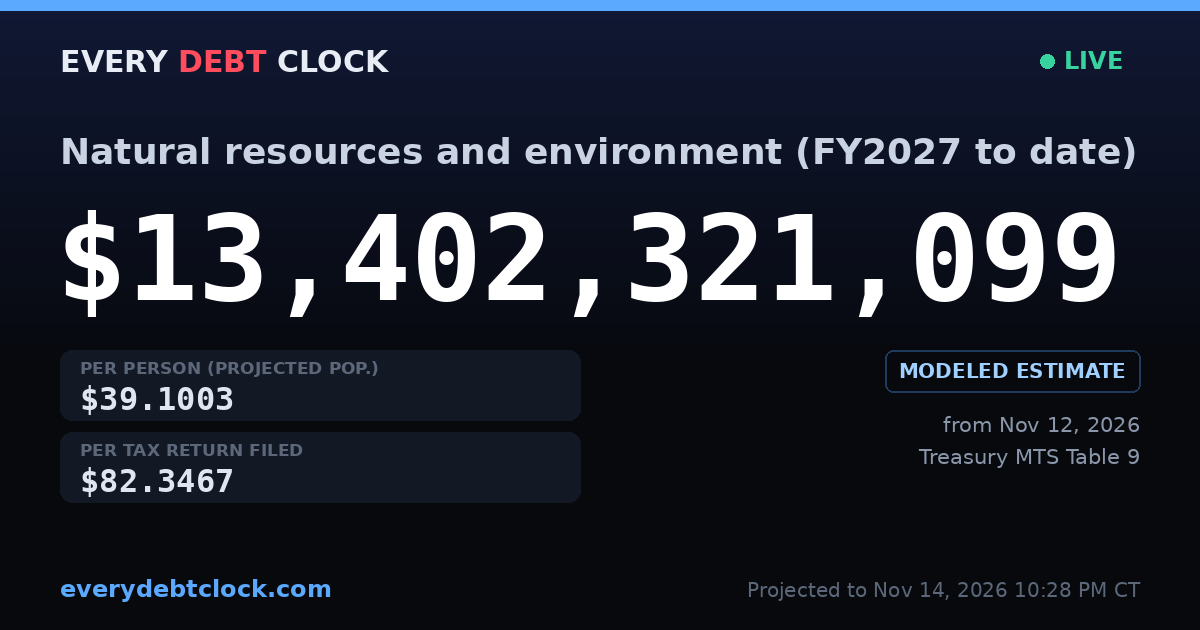 EVERY DEBT CLOCK
LIVE
Natural resources and environment (FY2027 to date)
$13,402,321,099
PER PERSON (PROJECTED POP.)
$39.1003
PER TAX RETURN FILED
$82.3467
MODELED ESTIMATE
from Nov 12, 2026
Treasury MTS Table 9
everydebtclock.com
Projected to Nov 14, 2026 10:28 PM CT